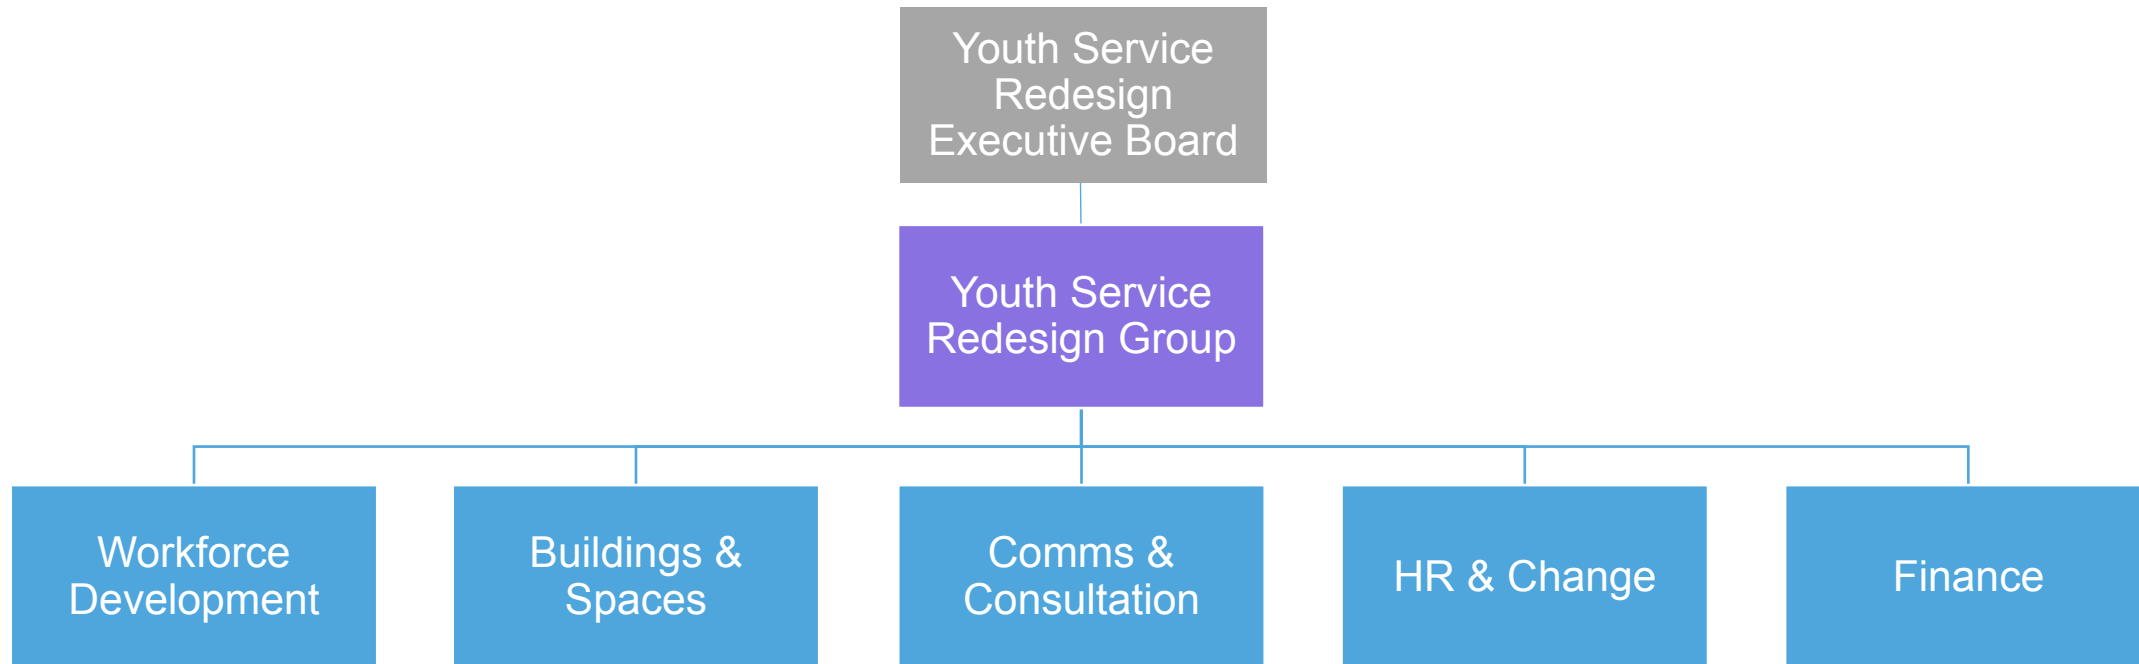 Youth Service
Redesign
Executive Board
Youth Service
Redesign Group
Workforce
Development
Buildings &
Spaces
Comms &
Consultation
HR & Change
Finance